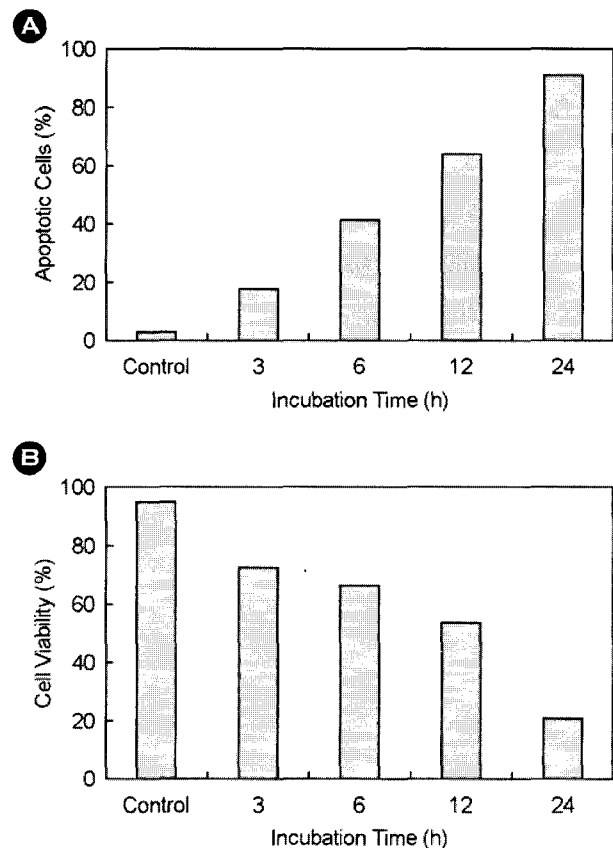 A
100
80
60
40
20
0
Apoptotic Cells (%)
Control 3 6 12 24
Incubation Time (h)
B
100
80
60
40
20
0
Cell Viability (%)
Control 3 6 12 24
Incubation Time (h)